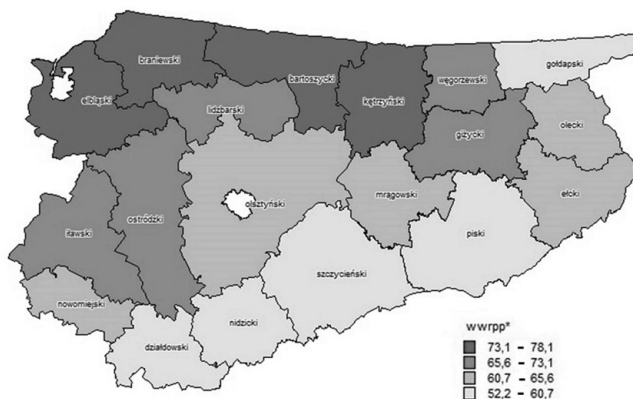 braniewski
gołdapski
bartoszycki
węgorzewski
elbląski
kętrzyński
lidzbarski
olecki
giżycki
ełcki
mrągowski
olsztyński
ostródzki
iławski
piski
szczycieński
nowomiejski
nidzicki
działdowski
wwrpp*
73,1 – 78,1
65,6 – 73,1
60,7 – 65,6
52,2 – 60,7